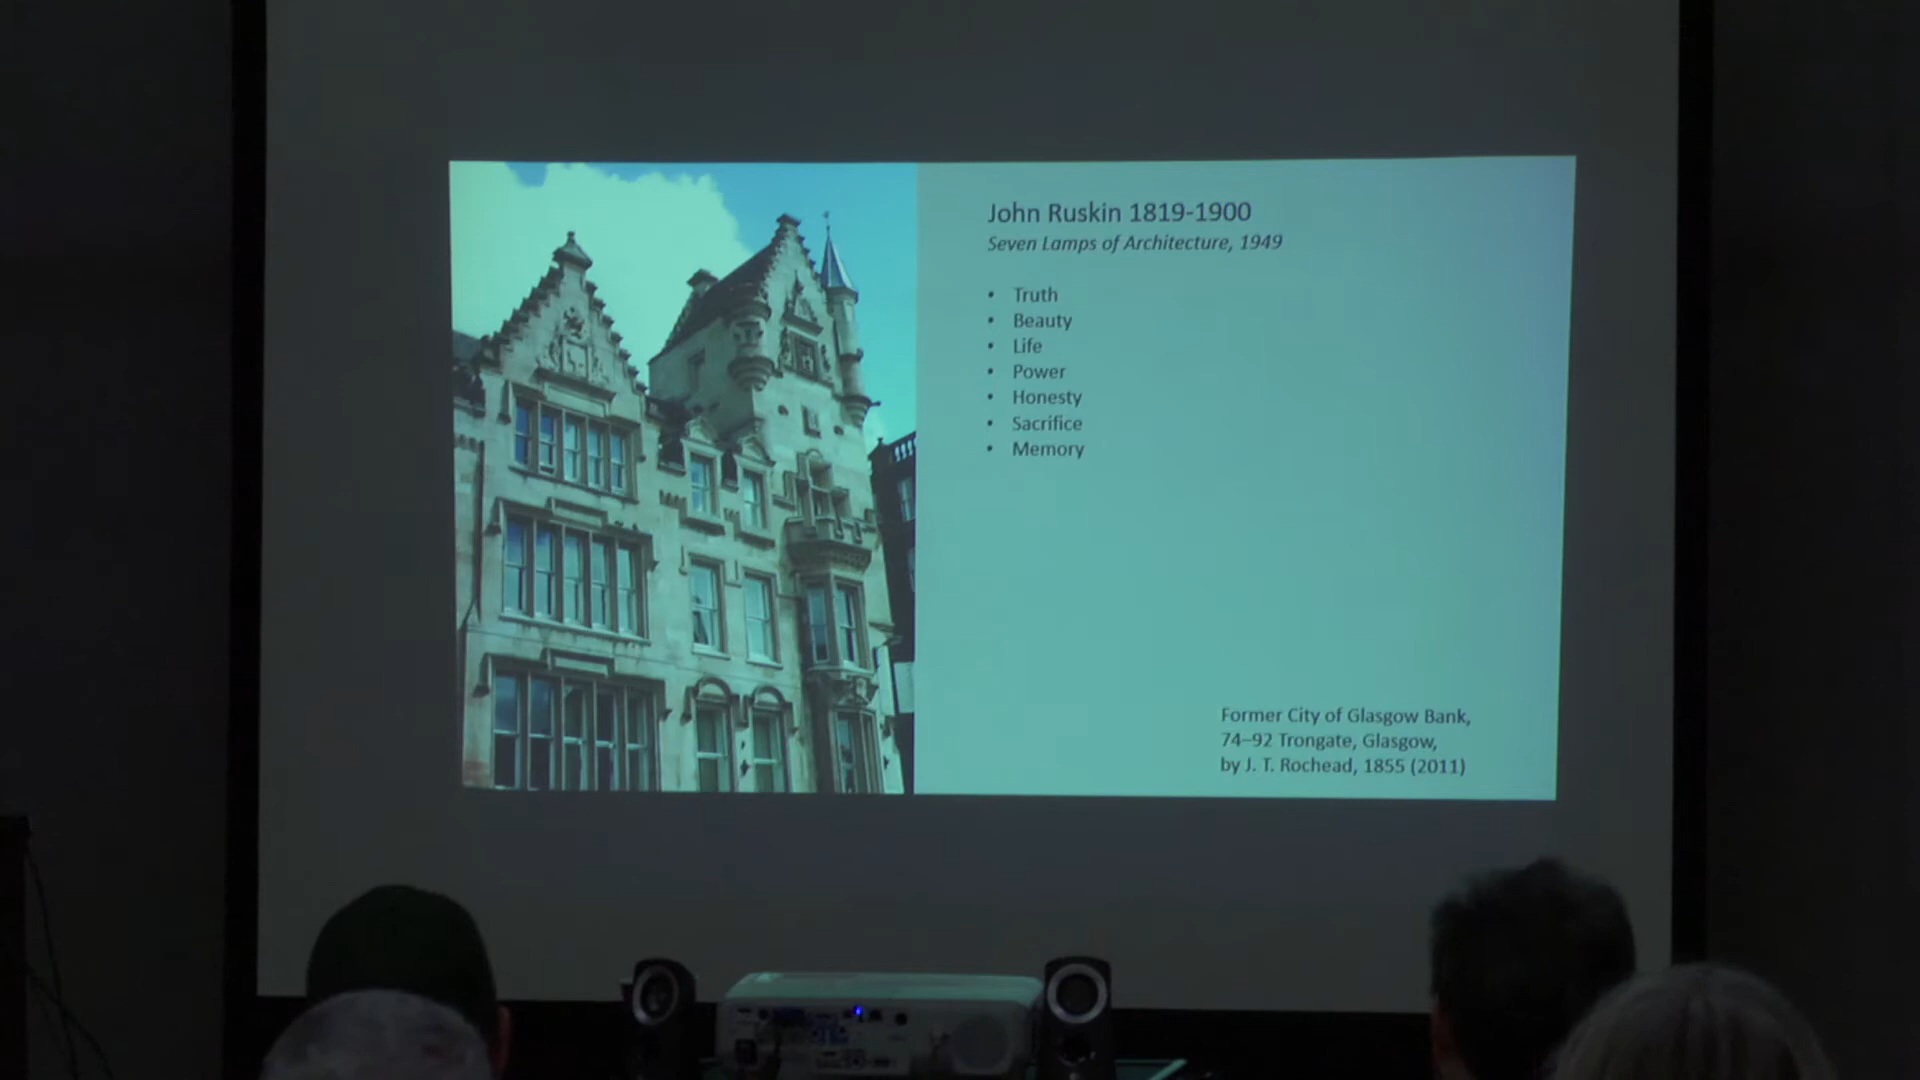 John Ruskin 1819-1900
Seven Lamps of Architecture, 1949
• Truth
• Beauty
• Life
• Power
• Honesty
• Sacrifice
• Memory
Former City of Glasgow Bank,
74–92 Trongate, Glasgow,
by J. T. Rochead, 1855 (2011)